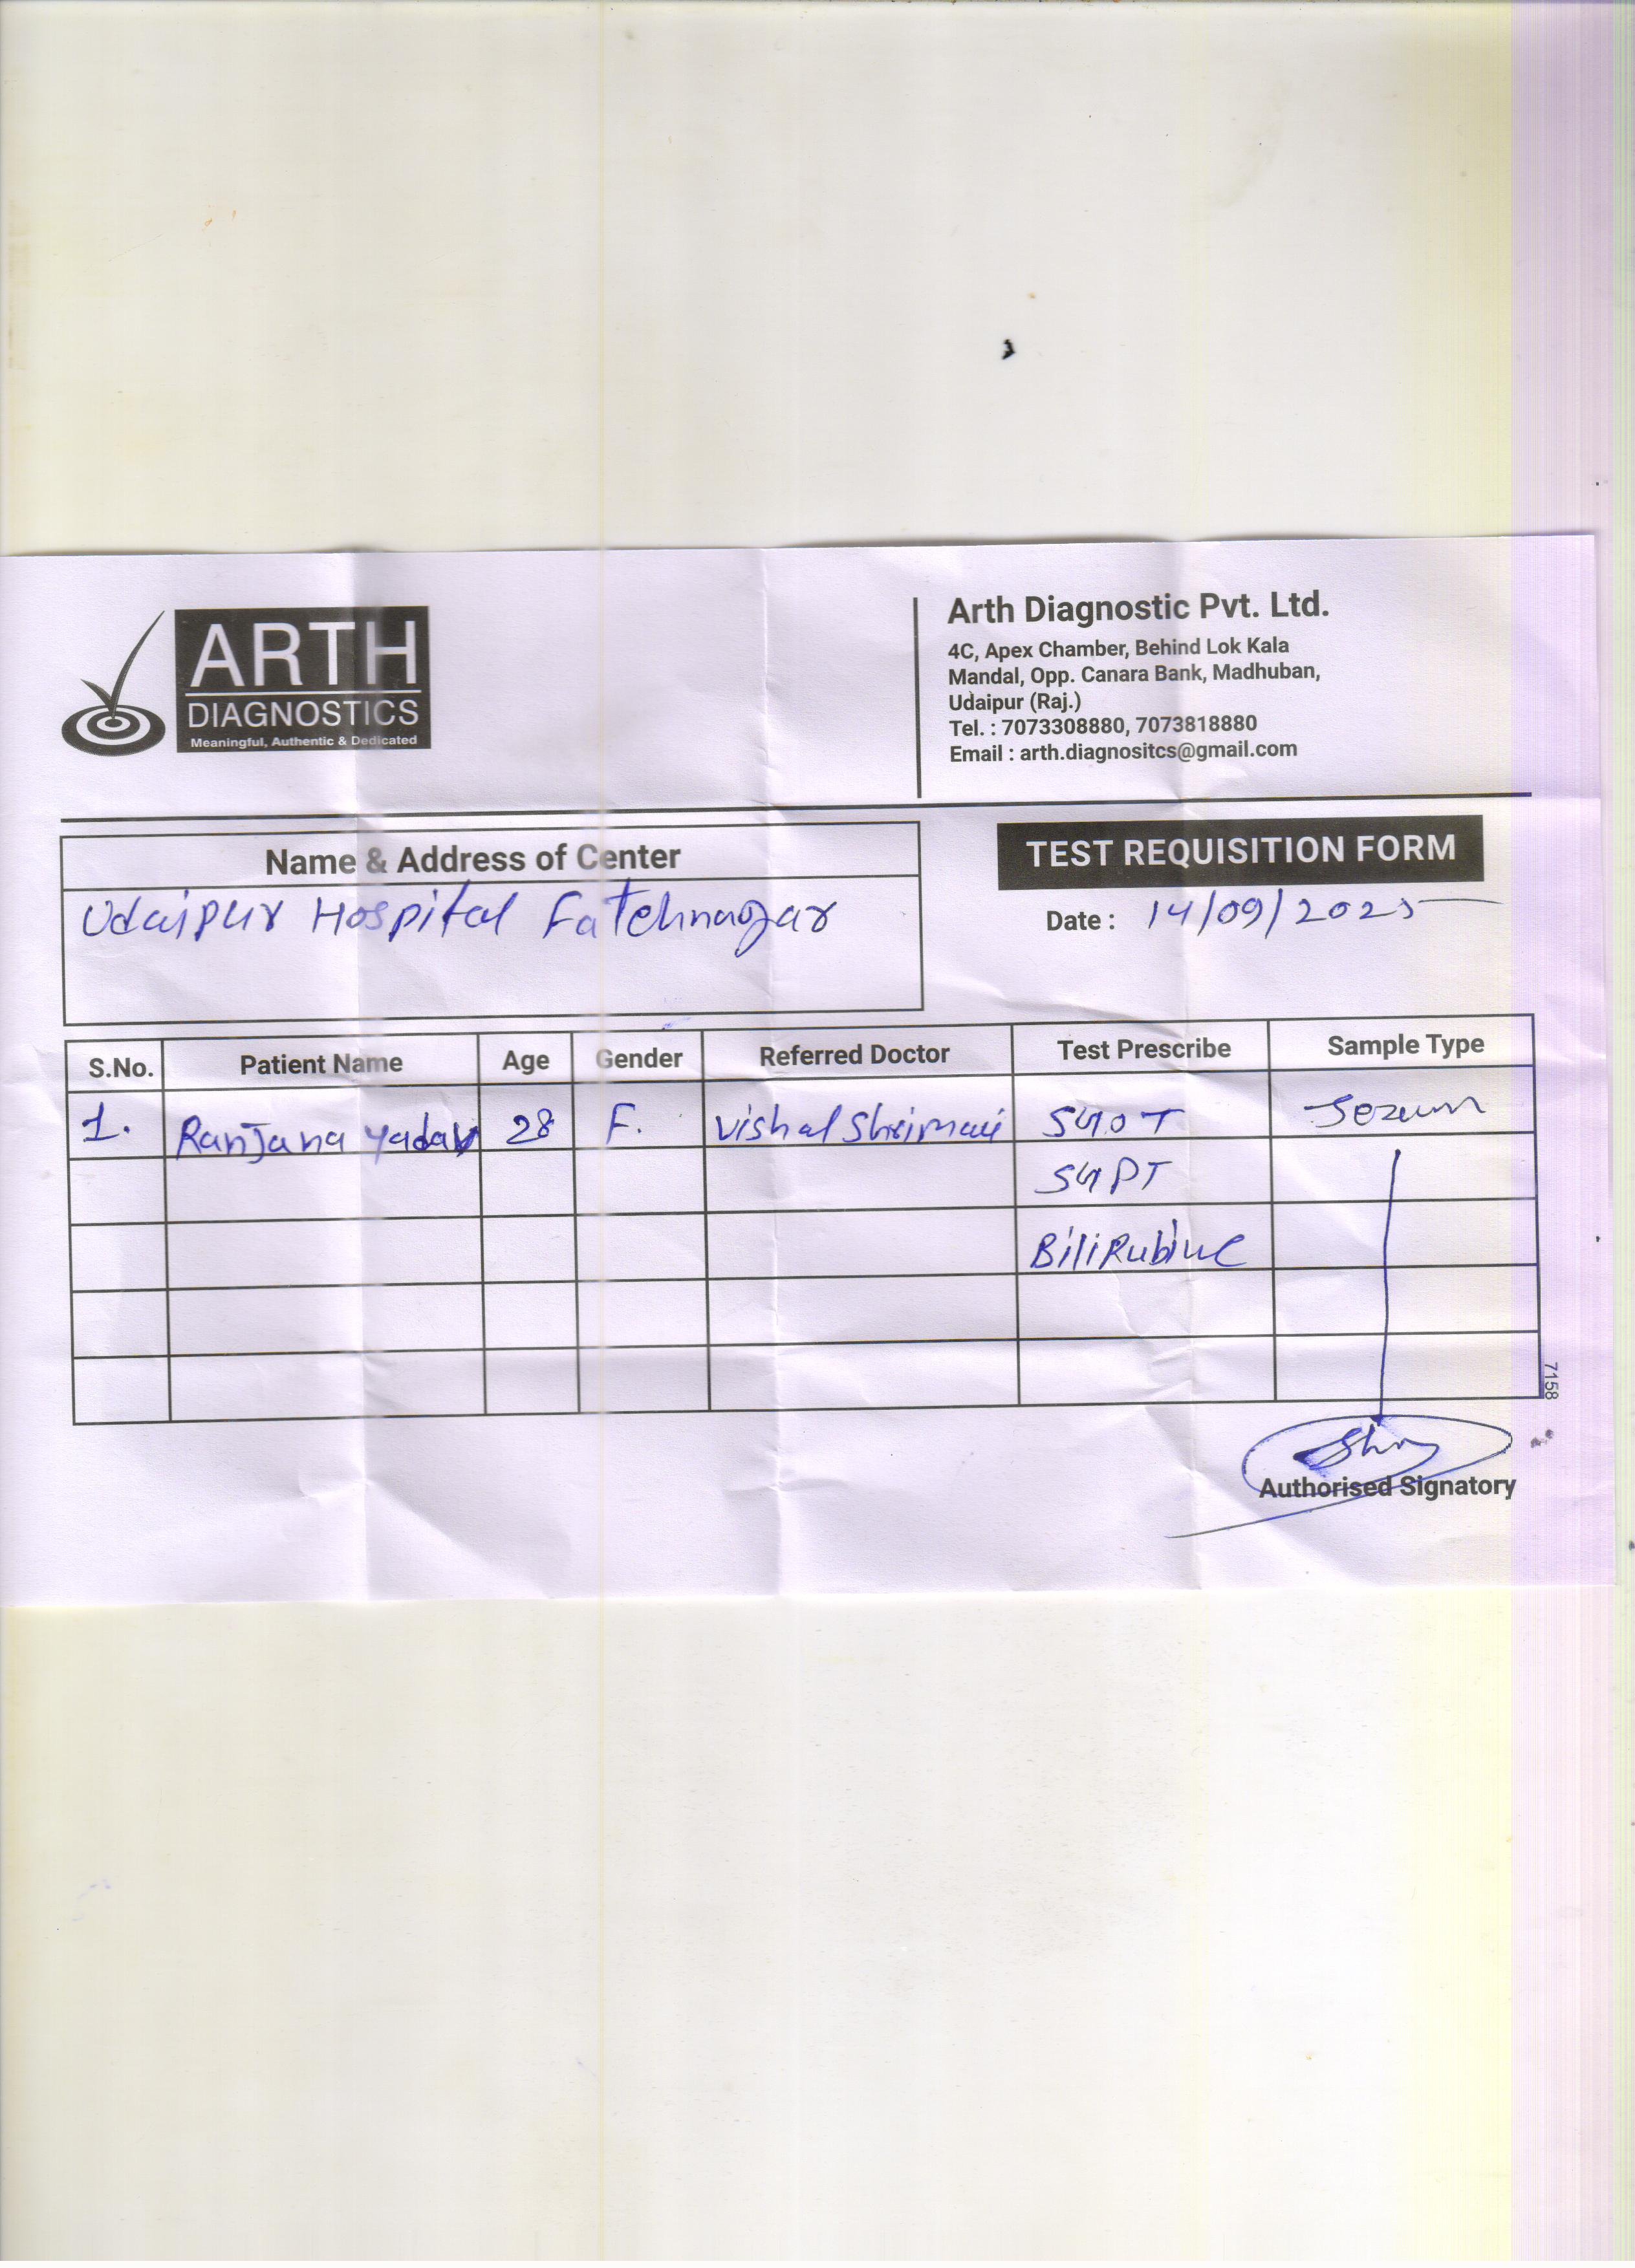 ARTH
DIAGNOSTICS
Meaningful, Authentic & Dedicated
Arth Diagnostic Pvt. Ltd.
4C, Apex Chamber, Behind Lok Kala
Mandal, Opp. Canara Bank, Madhuban,
Udaipur (Raj.)
Tel. : 7073308880, 7073818880
Email : arth.diagnositcs@gmail.com
Name & Address of Center
Udaipur Hospital Fatehnagar
TEST REQUISITION FORM
Date : 14/09/2025
S.No. Patient Name Age Gender Referred Doctor Test Prescribe Sample Type
1. Ranjana Yadav 28 F. Vishal Shrimali SGOT Serum
SGPT
BiliRubine
7158
Authorised Signatory